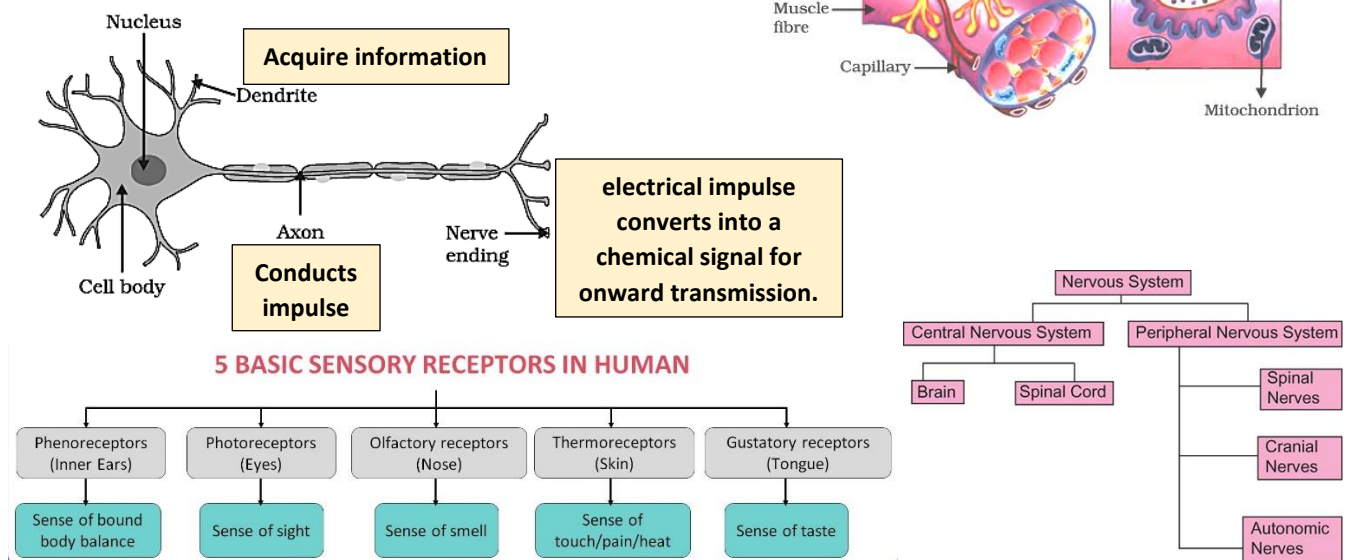 Nucleus
Acquire information
Dendrite
Axon
Conducts
impulse
Cell body
Nerve
ending
electrical impulse
converts into a
chemical signal for
onward transmission.
Muscle
fibre
Capillary
Mitochondrion
5 BASIC SENSORY RECEPTORS IN HUMAN
Phenoreceptors
(Inner Ears)
Photoreceptors
(Eyes)
Olfactory receptors
(Nose)
Thermoreceptors
(Skin)
Gustatory receptors
(Tongue)
Sense of bound
body balance
Sense of sight
Sense of smell
Sense of
touch/pain/heat
Sense of taste
Nervous System
Central Nervous System
Peripheral Nervous System
Brain
Spinal Cord
Spinal
Nerves
Cranial
Nerves
Autonomic
Nerves